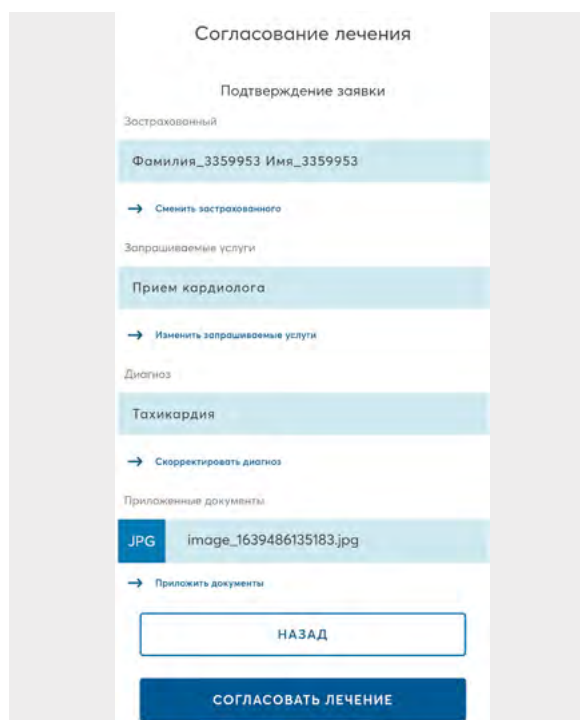 Согласование лечения
Подтверждение заявки
Застрахованный
Фамилия_3359953 Имя_3359953
→ Сменить застрахованного
Запрашиваемые услуги
Прием кардиолога
→ Изменить запрашиваемые услуги
Диагноз
Тахикардия
→ Скорректировать диагноз
Приложенные документы
JPG image_1639486135183.jpg
→ Приложить документы
НАЗАД
СОГЛАСОВАТЬ ЛЕЧЕНИЕ